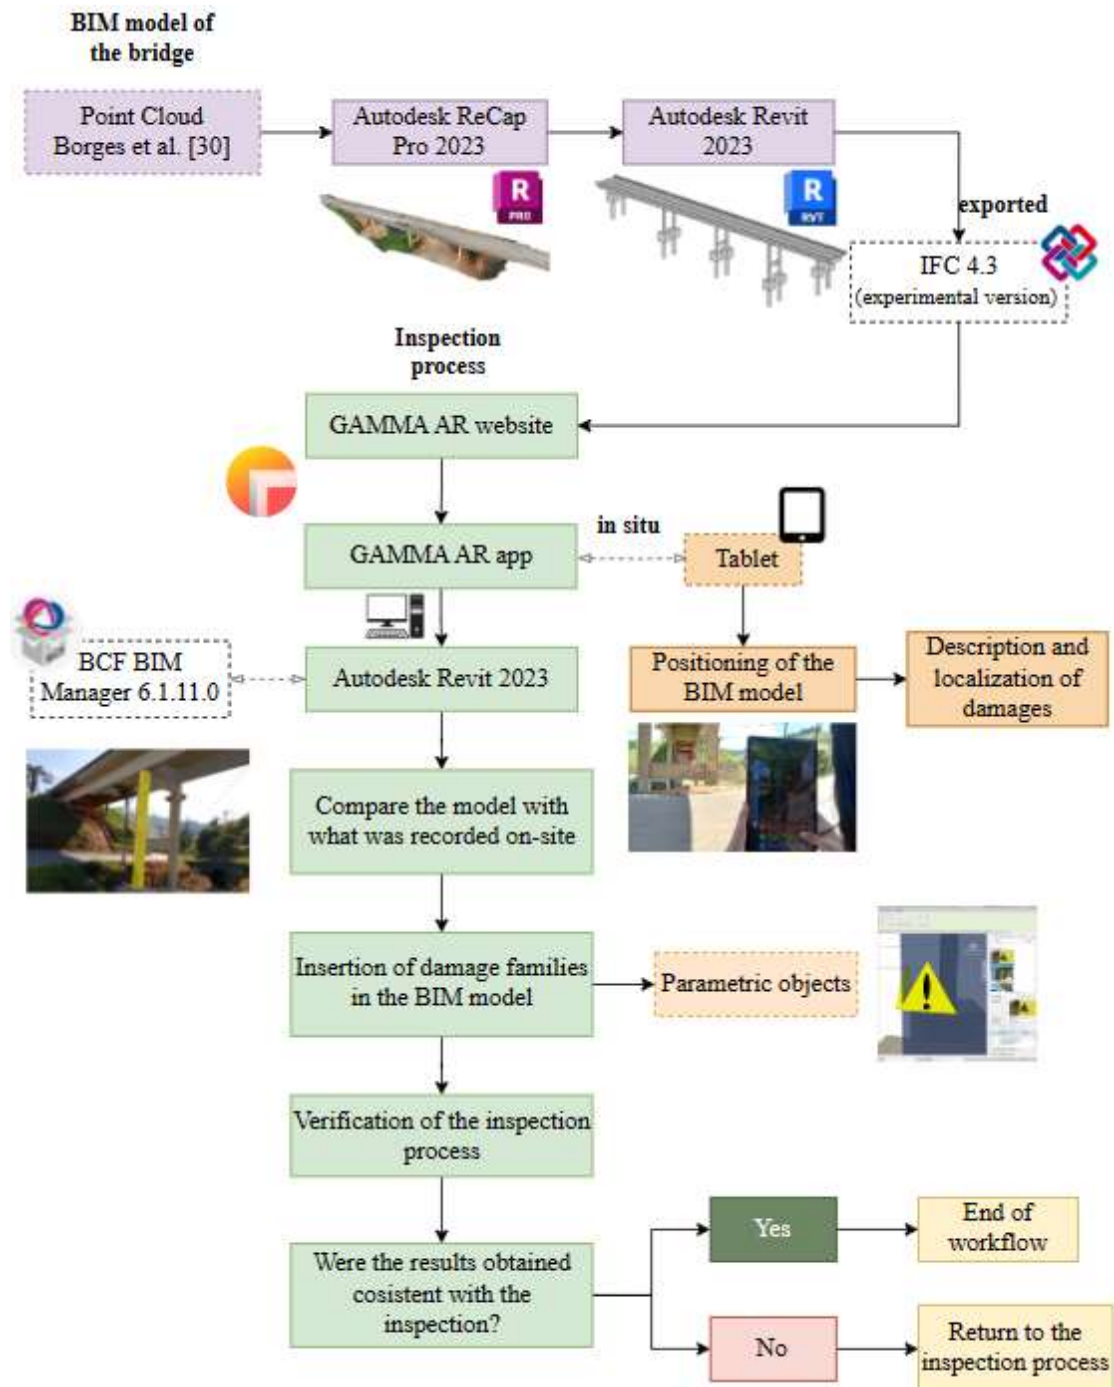 BIM model of
the bridge
Point Cloud
Borges et al. [30]
Autodesk ReCap
Pro 2023
Autodesk Revit
2023
R
PRO
R
RVT
exported
IFC 4.3
(experimental version)
Inspection
process
GAMMA AR website
in situ
GAMMA AR app
Tablet
BCF BIM
Manager 6.1.11.0
Autodesk Revit 2023
Positioning of the
BIM model
Description and
localization of
damages
Compare the model with
what was recorded on-site
Insertion of damage families
in the BIM model
Parametric objects
Verification of the inspection
process
Were the results obtained
cosistent with the
inspection?
Yes
End of
workflow
No
Return to the
inspection process